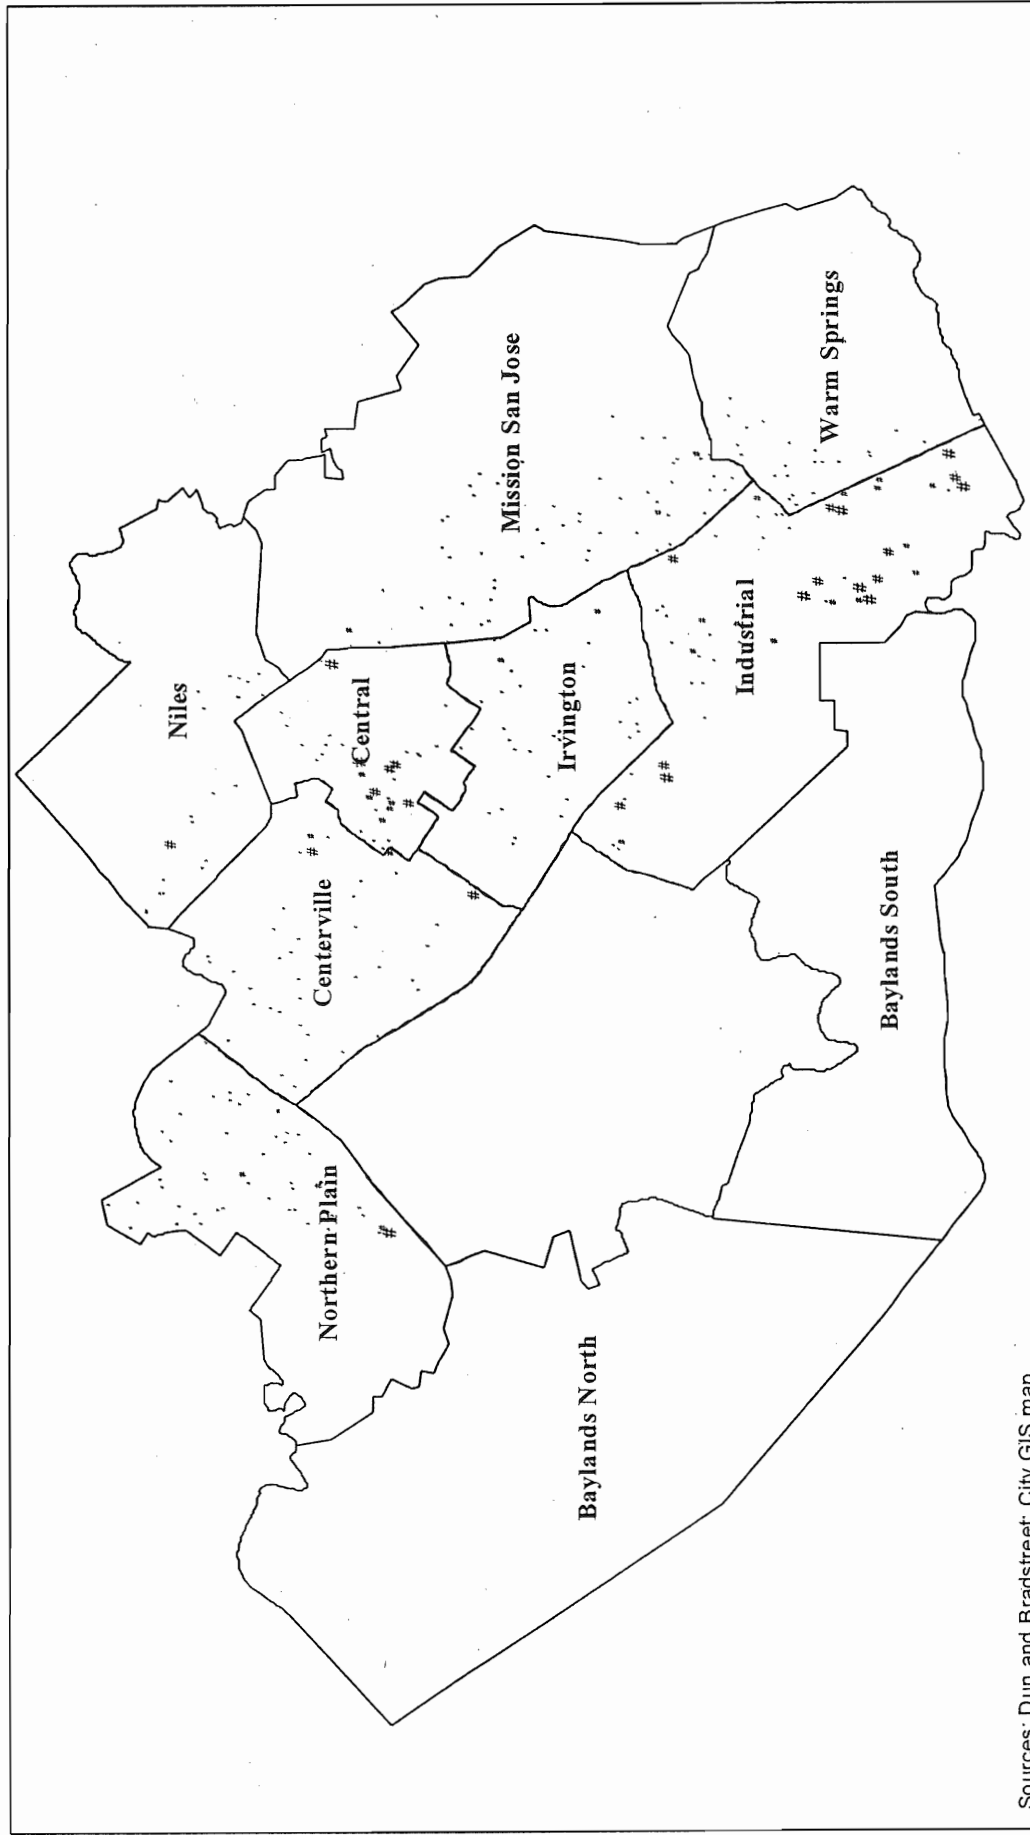 Niles
Central
Centerville
Mission San Jose
Irvington
Northern Plain
Industrial
Warm Springs
Baylands North
Baylands South
Sources: Dun and Bradstreet; City GIS map